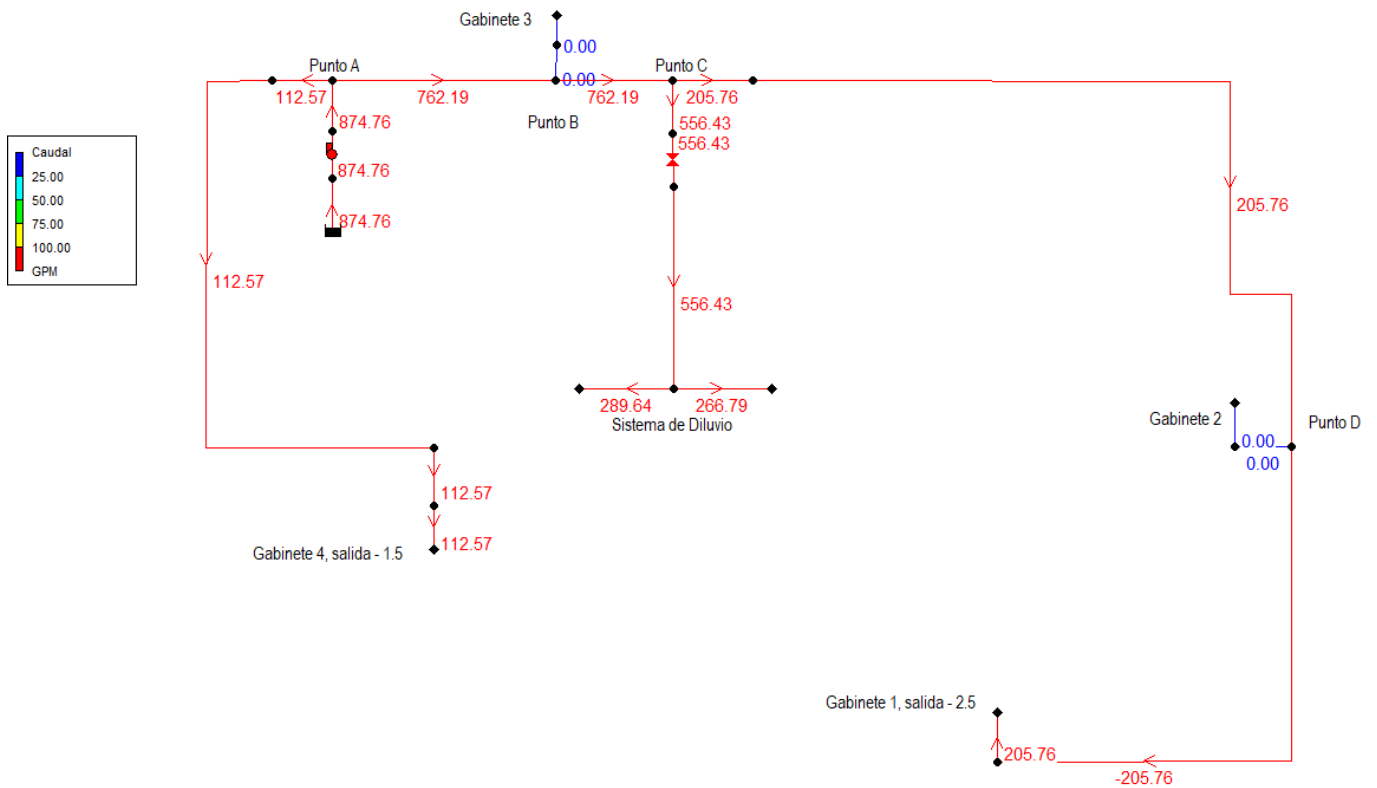 Gabinete 3
0.00
Punto A
0.00
Punto C
112.57
762.19
762.19
205.76
874.76
Punto B
556.43
556.43
Caudal
25.00
50.00
75.00
100.00
GPM
874.76
874.76
205.76
112.57
556.43
289.64
266.79
Sistema de Diluvio
Gabinete 2
0.00
Punto D
0.00
112.57
112.57
Gabinete 4, salida - 1.5
Gabinete 1, salida - 2.5
205.76
-205.76